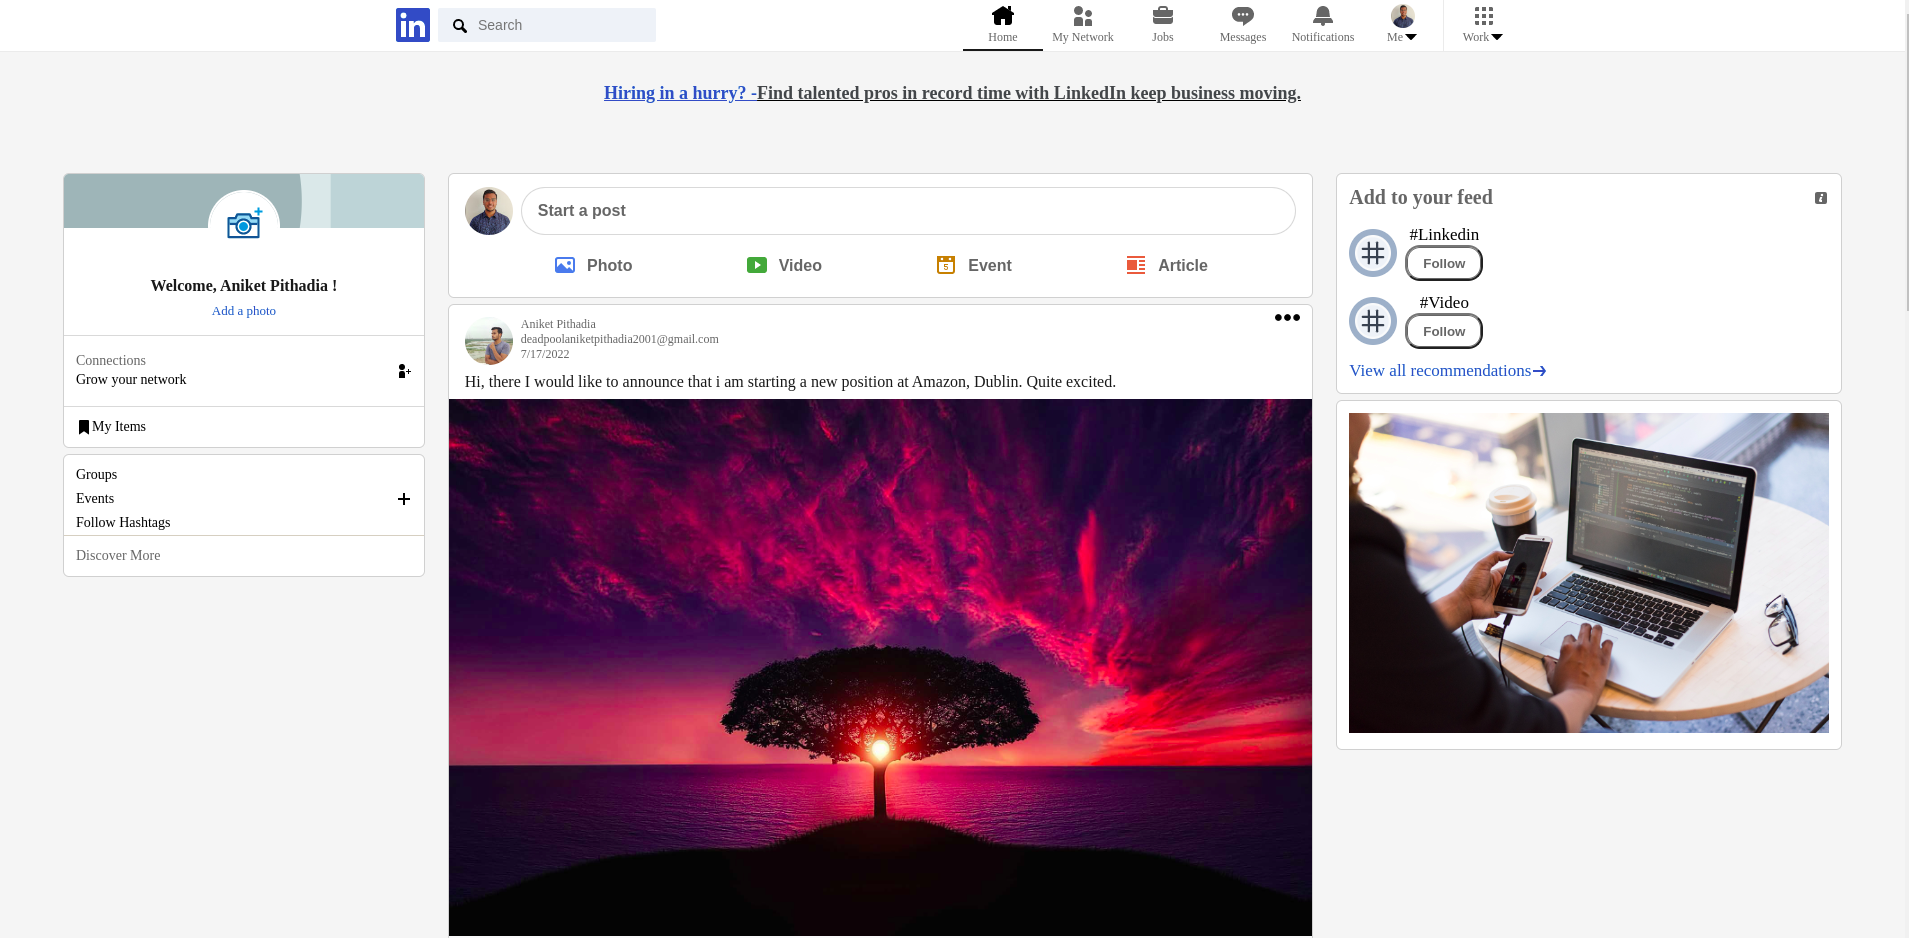 in
Search
Home
My Network
Jobs
Messages
Notifications
Me
Work
Hiring in a hurry? -Find talented pros in record time with LinkedIn keep business moving.
Welcome, Aniket Pithadia !
Add a photo
Connections
Grow your network
My Items
Groups
Events
Follow Hashtags
Discover More
Start a post
Photo
Video
5
Event
Article
Aniket Pithadia
deadpoolaniketpithadia2001@gmail.com
7/17/2022
Hi, there I would like to announce that i am starting a new position at Amazon, Dublin. Quite excited.
Add to your feed
#Linkedin
Follow
#Video
Follow
View all recommendations